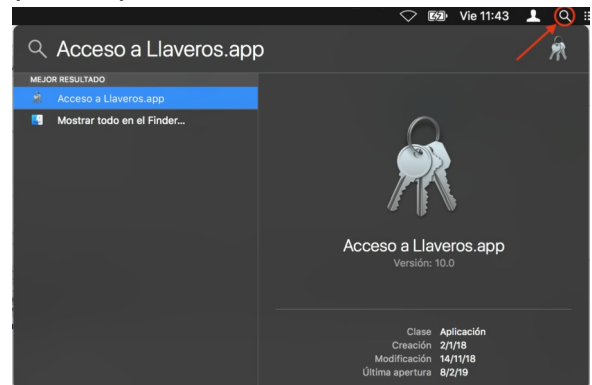 Vie 11:43
Acceso a Llaveros.app
MEJOR RESULTADO
Acceso a Llaveros.app
Mostrar todo en el Finder...
Acceso a Llaveros.app
Versión: 10.0
Clase Aplicación
Creación 2/1/18
Modificación 14/11/18
Última apertura 8/2/19